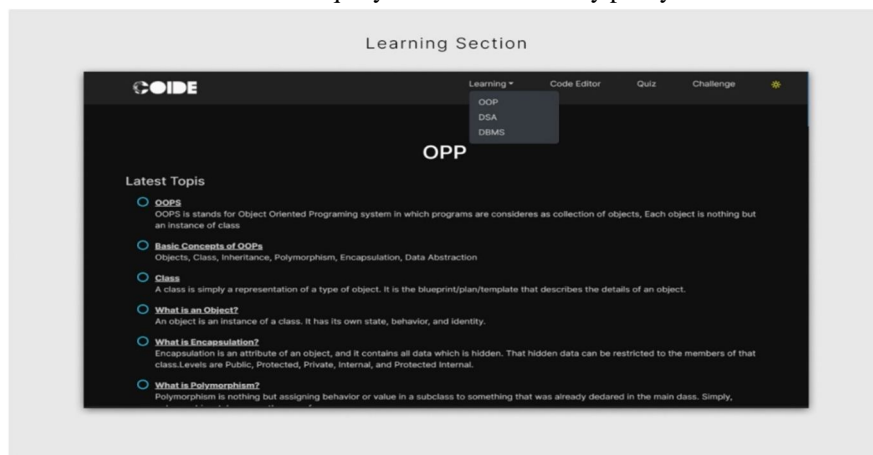 Learning Section
COIDE
Learning Code Editor Quiz Challenge
OOP
DSA
DBMS
OPP
Latest Topis
OOPS
OOPS is stands for Object Oriented Programing system in which programs are consideres as collection of objects, Each object is nothing but
an instance of class
Basic Concepts of OOPs
Objects, Class, Inheritance, Polymorphism, Encapsulation, Data Abstraction
Class
A class is simply a representation of a type of object. It is the blueprint/plan/template that describes the details of an object.
What is an Object?
An object is an instance of a class. It has its own state, behavior, and identity.
What is Encapsulation?
Encapsulation is an attribute of an object, and it contains all data which is hidden. That hidden data can be restricted to the members of that
class.Levels are Public, Protected, Private, Internal, and Protected Internal.
What is Polymorphism?
Polymorphism is nothing but assigning behavior or value in a subclass to something that was already dedared in the main dass. Simply,